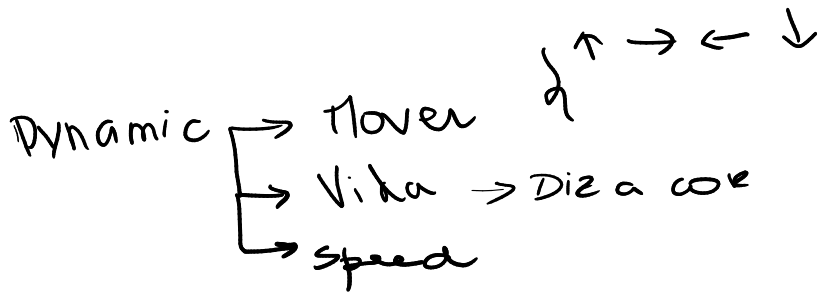 ↑ → ← ↓
Dynamic → Mover
→ Vida → Diz a cor
→ Speed